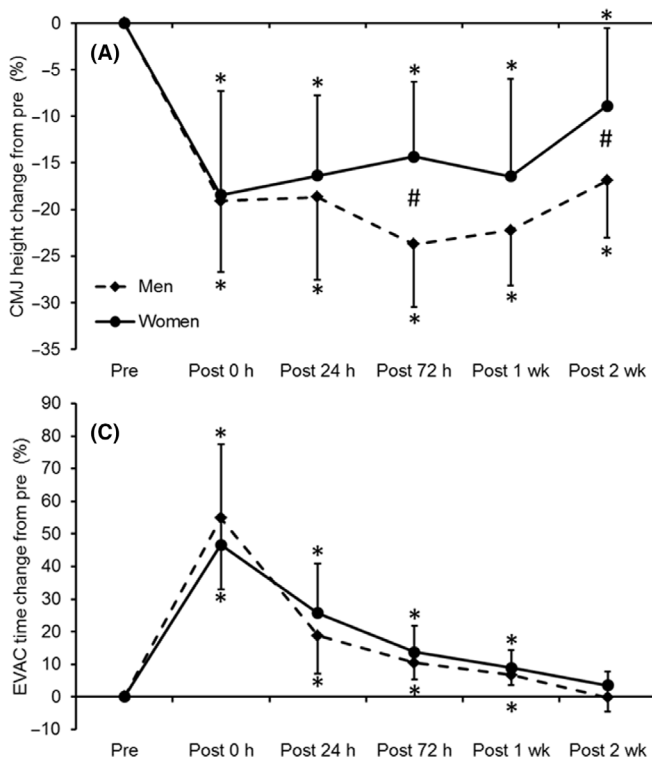 0
(A)
−5
−10
−15
−20
−25
−30
−35
CMJ height change from pre (%)
* * * * *
# #
* * * * *
Men
Women
Pre Post 0 h Post 24 h Post 72 h Post 1 wk Post 2 wk
90
(C)
80
70
60
50
40
30
20
10
0
−10
EVAC time change from pre (%)
* * * *
* * * *
Pre Post 0 h Post 24 h Post 72 h Post 1 wk Post 2 wk